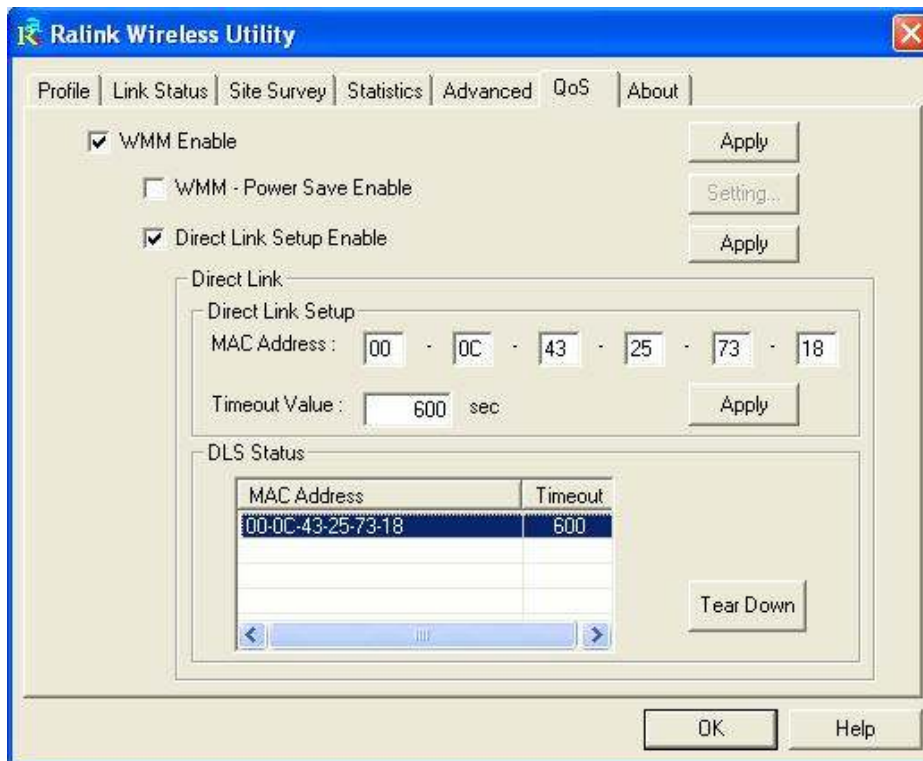 Ralink Wireless Utility
Profile Link Status Site Survey Statistics Advanced QoS About
WMM Enable Apply
WMM - Power Save Enable Setting...
Direct Link Setup Enable Apply
Direct Link
Direct Link Setup
MAC Address : 00 - 0C - 43 - 25 - 73 - 18
Timeout Value : 600 sec Apply
DLS Status
MAC Address Timeout
00-0C-43-25-73-18 600
Tear Down
OK Help